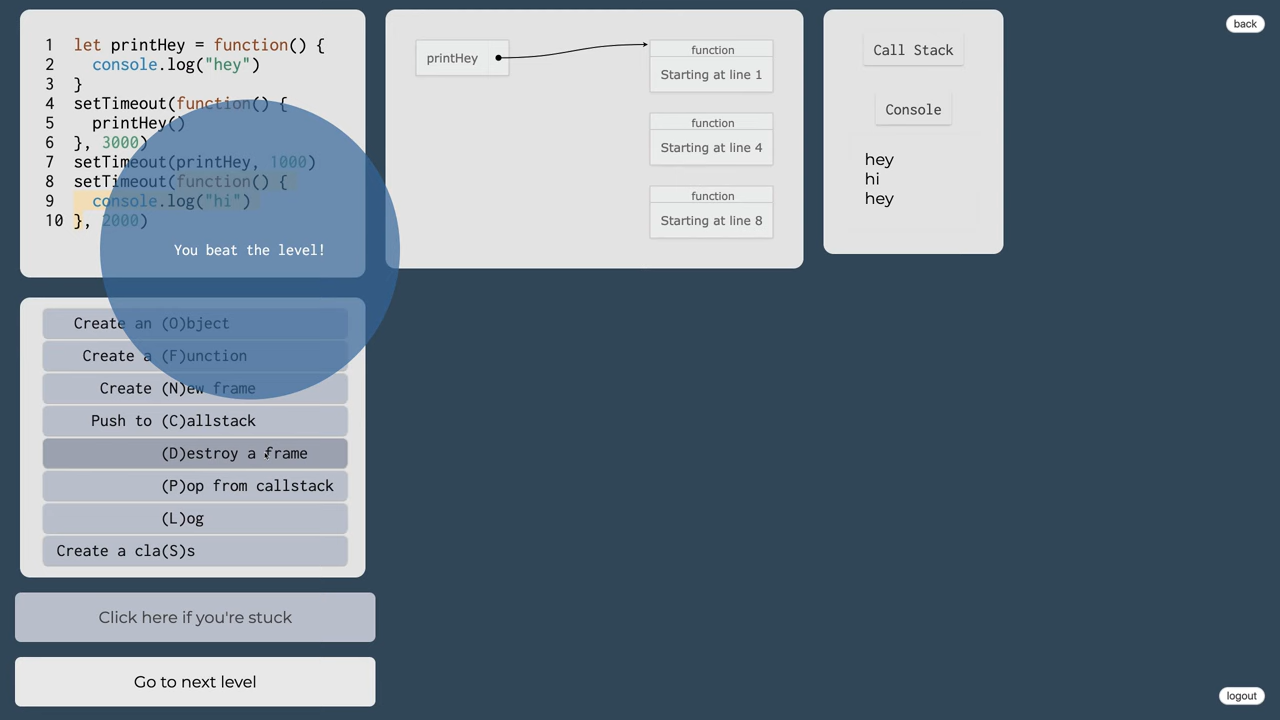 back
1 let printHey = function() {
2 console.log("hey")
3 }
4 setTimeout(function() {
5 printHey()
6 }, 3000)
7 setTimeout(printHey, 1000)
8 setTimeout(function() {
9 console.log("hi")
10 }, 2000)
You beat the level!
printHey
function
Starting at line 1
function
Starting at line 4
function
Starting at line 8
Call Stack
Console
hey
hi
hey
Create an (O)bject
Create a (F)unction
Create (N)ew frame
Push to (C)allstack
(D)estroy a frame
(P)op from callstack
(L)og
Create a cla(S)s
Click here if you're stuck
Go to next level
logout